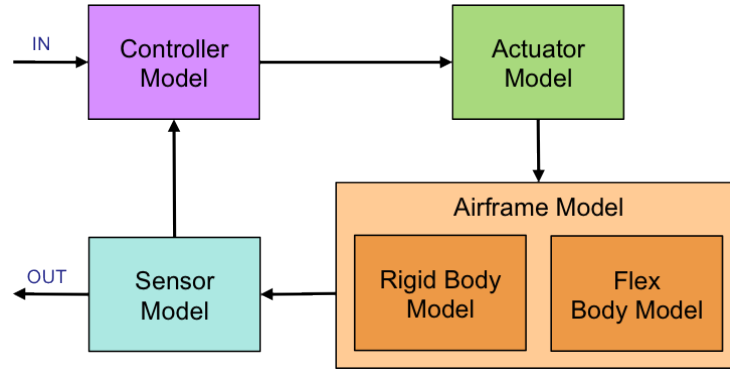 IN
Controller
Model
Actuator
Model
Airframe Model
Rigid Body
Model
Flex
Body Model
Sensor
Model
OUT